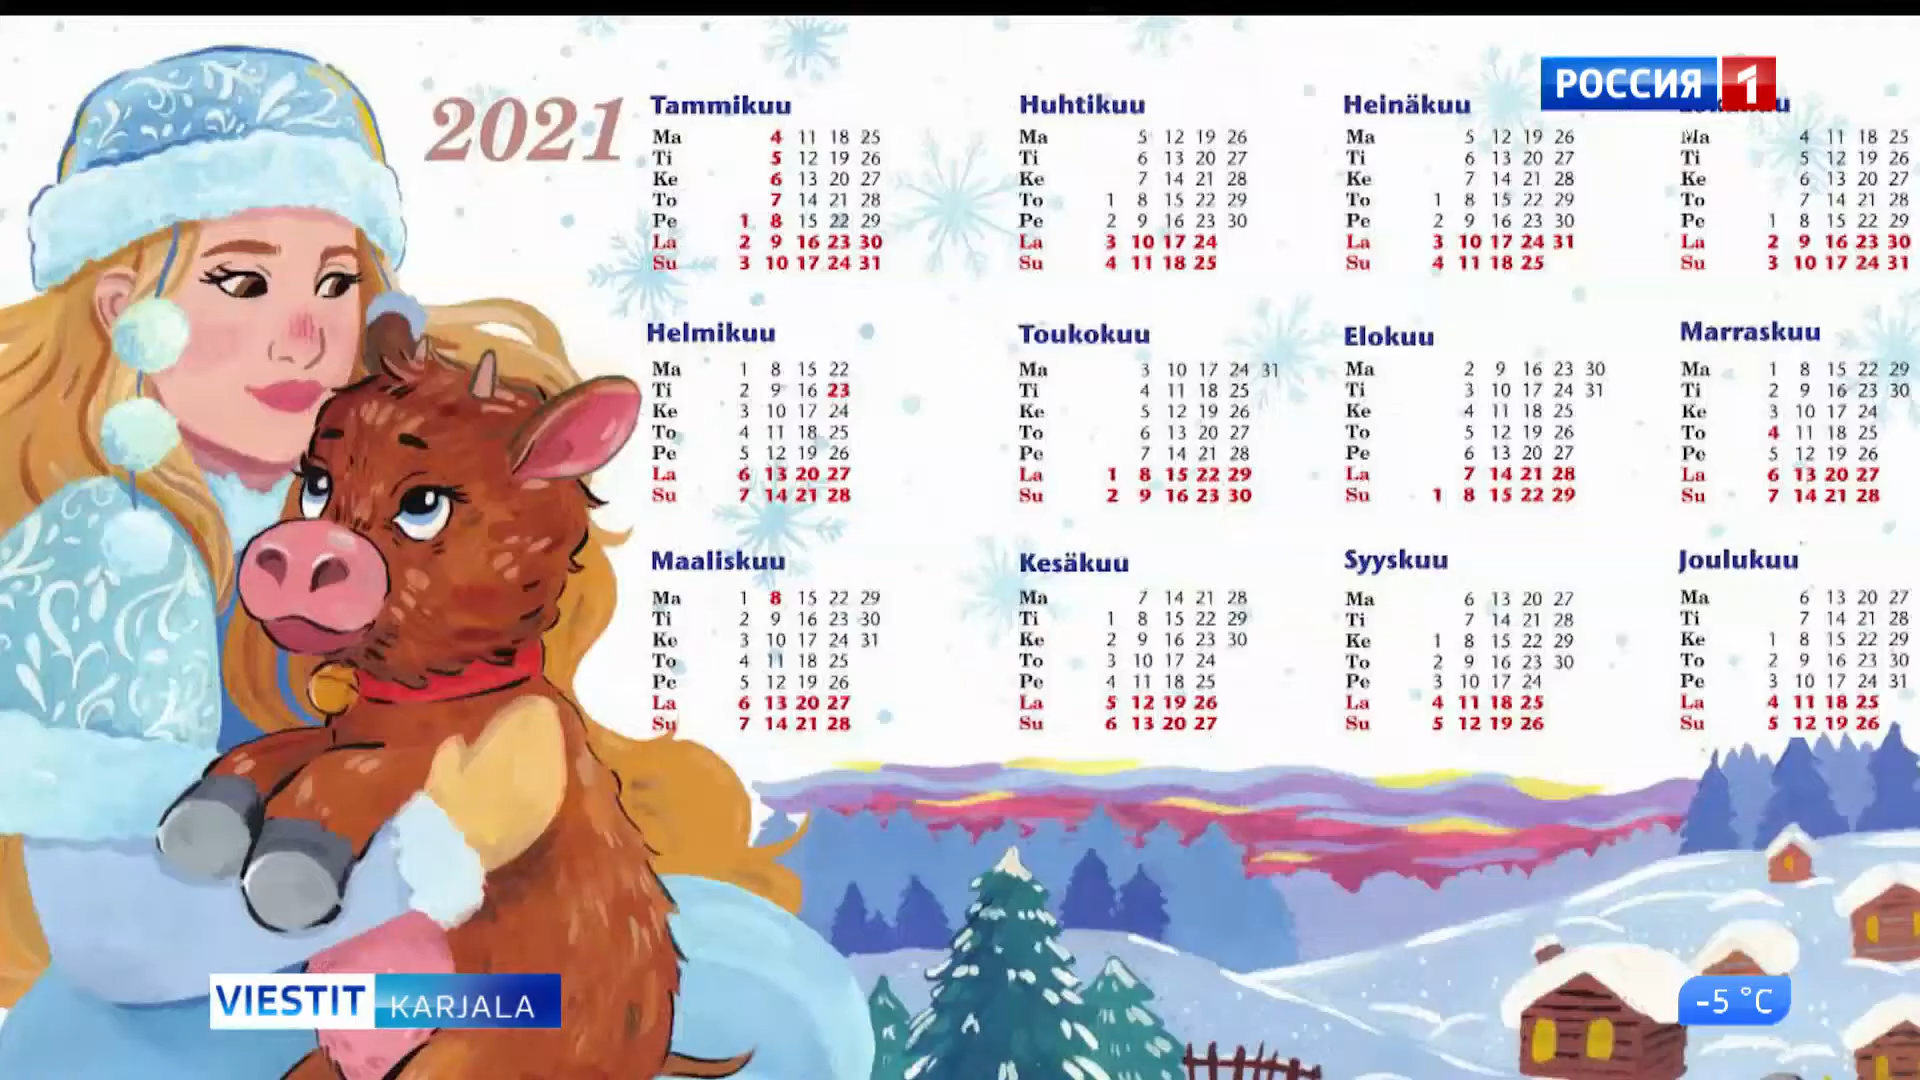 2021
РОССИЯ 1
Tammikuu
Ma 4 11 18 25
Ti 5 12 19 26
Ke 6 13 20 27
To 7 14 21 28
Pe 1 8 15 22 29
La 2 9 16 23 30
Su 3 10 17 24 31
Huhtikuu
Ma 5 12 19 26
Ti 6 13 20 27
Ke 7 14 21 28
To 1 8 15 22 29
Pe 2 9 16 23 30
La 3 10 17 24
Su 4 11 18 25
Heinäkuu
Ma 5 12 19 26
Ti 6 13 20 27
Ke 7 14 21 28
To 1 8 15 22 29
Pe 2 9 16 23 30
La 3 10 17 24 31
Su 4 11 18 25
Ma 4 11 18 25
Ti 5 12 19 26
Ke 6 13 20 27
To 7 14 21 28
Pe 1 8 15 22 29
La 2 9 16 23 30
Su 3 10 17 24 31
Helmikuu
Ma 1 8 15 22
Ti 2 9 16 23
Ke 3 10 17 24
To 4 11 18 25
Pe 5 12 19 26
La 6 13 20 27
Su 7 14 21 28
Toukokuu
Ma 3 10 17 24 31
Ti 4 11 18 25
Ke 5 12 19 26
To 6 13 20 27
Pe 7 14 21 28
La 1 8 15 22 29
Su 2 9 16 23 30
Elokuu
Ma 2 9 16 23 30
Ti 3 10 17 24 31
Ke 4 11 18 25
To 5 12 19 26
Pe 6 13 20 27
La 7 14 21 28
Su 1 8 15 22 29
Marraskuu
Ma 1 8 15 22 29
Ti 2 9 16 23 30
Ke 3 10 17 24
To 4 11 18 25
Pe 5 12 19 26
La 6 13 20 27
Su 7 14 21 28
Maaliskuu
Ma 1 8 15 22 29
Ti 2 9 16 23 30
Ke 3 10 17 24 31
To 4 11 18 25
Pe 5 12 19 26
La 6 13 20 27
Su 7 14 21 28
Kesäkuu
Ma 7 14 21 28
Ti 1 8 15 22 29
Ke 2 9 16 23 30
To 3 10 17 24
Pe 4 11 18 25
La 5 12 19 26
Su 6 13 20 27
Syyskuu
Ma 6 13 20 27
Ti 7 14 21 28
Ke 1 8 15 22 29
To 2 9 16 23 30
Pe 3 10 17 24
La 4 11 18 25
Su 5 12 19 26
Joulukuu
Ma 6 13 20 27
Ti 7 14 21 28
Ke 1 8 15 22 29
To 2 9 16 23 30
Pe 3 10 17 24 31
La 4 11 18 25
Su 5 12 19 26
VIESTIT KARJALA
-5 °C